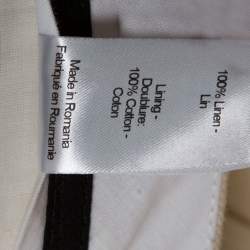 100% Linen -
Lin
Lining -
Doublure:
100% Cotton -
Coton
Made in Romania
Fabriqué en Roumanie